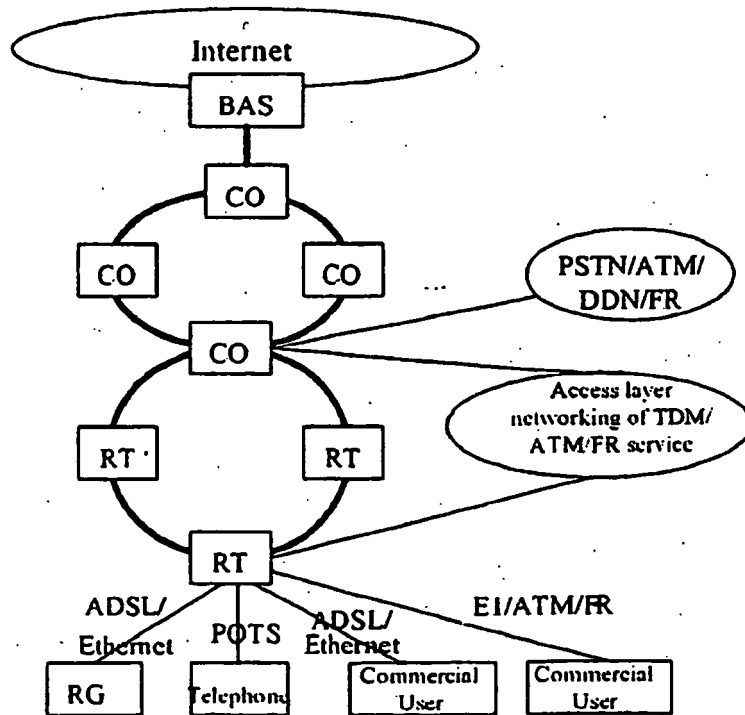 Internet
BAS
CO
CO
CO
PSTN/ATM/
DDN/FR
...
CO
Access layer
networking of TDM/
ATM/FR service
RT
RT
RT
ADSL/
Ethernet
POTS
ADSL/
Ethernet
E1/ATM/FR
RG
Telephone
Commercial
User
Commercial
User